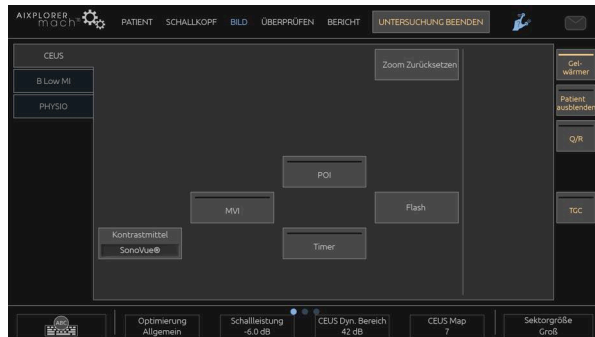 AIXPLORER
mach
PATIENT SCHALLKOPF BILD ÜBERPRÜFEN BERICHT UNTERSUCHUNG BEENDEN
CEUS
B Low MI
PHYSIO
Zoom Zurücksetzen
Gel-
wärmer
Patient
ausblenden
Q/R
POI
MVI
Flash
TGC
Kontrastmittel
SonoVue®
Timer
ABC
Optimierung
Allgemein
Schallleistung
-6.0 dB
CEUS Dyn. Bereich
42 dB
CEUS Map
7
Sektorgröße
Groß